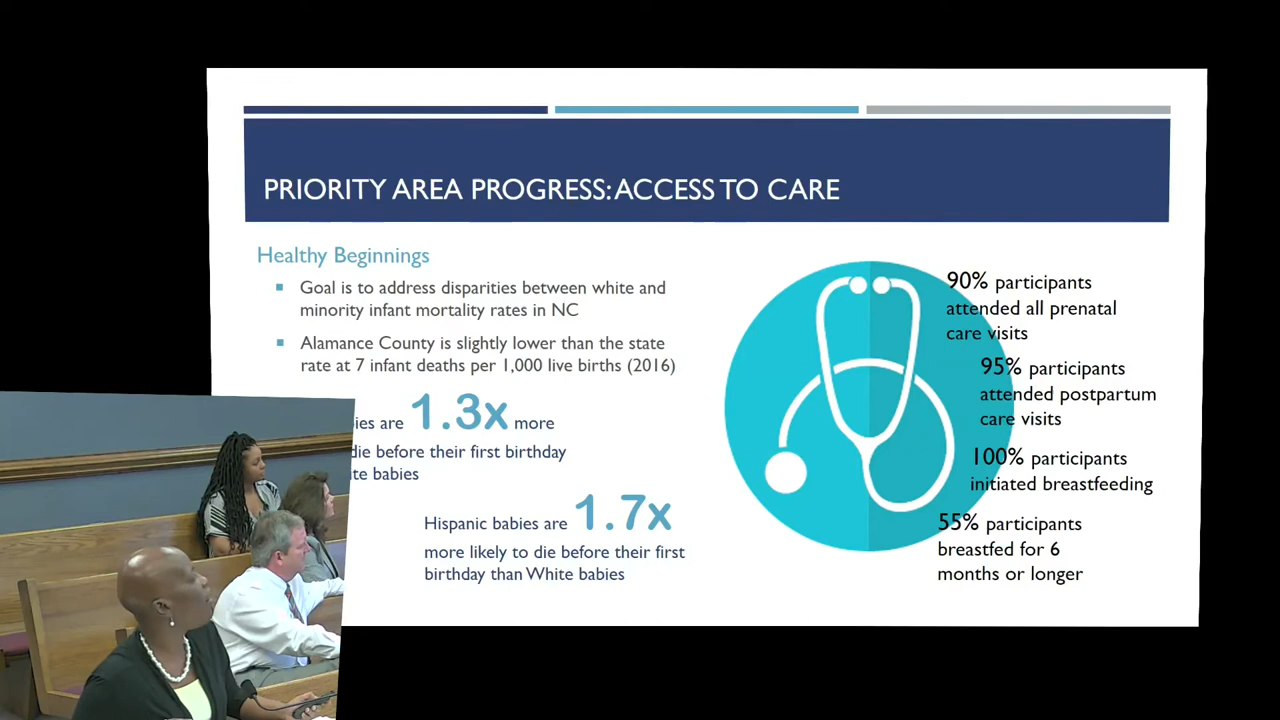 PRIORITY AREA PROGRESS: ACCESS TO CARE
Healthy Beginnings
Goal is to address disparities between white and
minority infant mortality rates in NC
Alamance County is slightly lower than the state
rate at 7 infant deaths per 1,000 live births (2016)
are 1.3x more
die before their first birthday
babies
Hispanic babies are 1.7x
more likely to die before their first
birthday than White babies
90% participants
attended all prenatal
care visits
95% participants
attended postpartum
care visits
100% participants
initiated breastfeeding
55% participants
breastfed for 6
months or longer